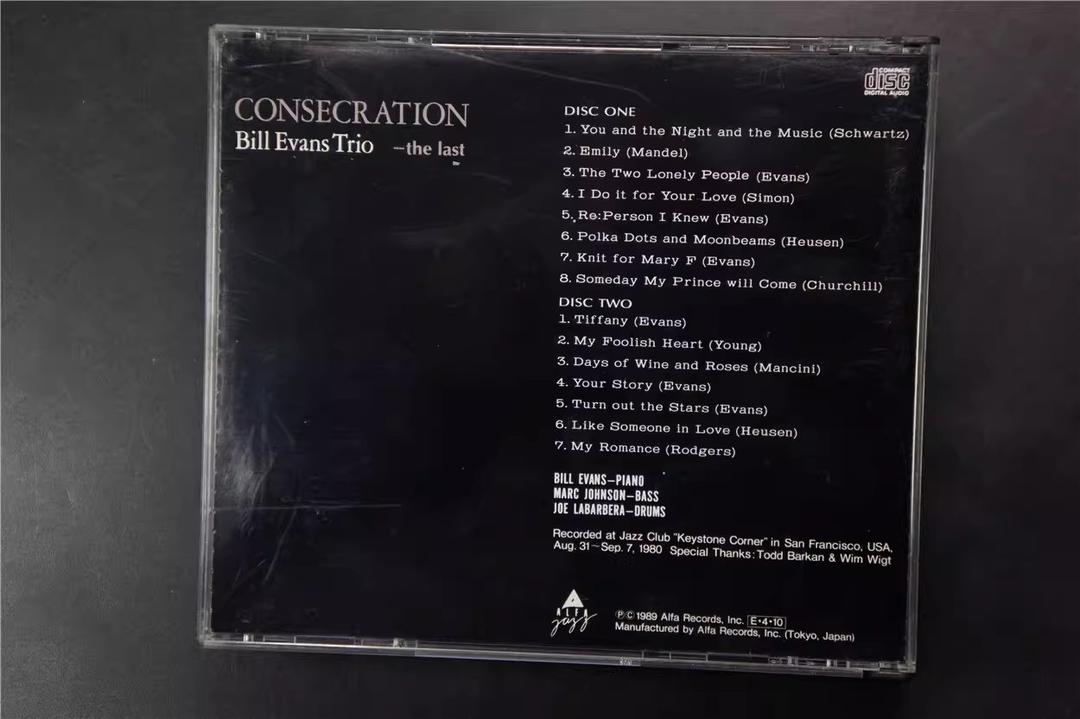 CONSECRATION
Bill Evans Trio –the last
COMPACT
disc
DIGITAL AUDIO
DISC ONE
1. You and the Night and the Music (Schwartz)
2. Emily (Mandel)
3. The Two Lonely People (Evans)
4. I Do it for Your Love (Simon)
5. Re:Person I Knew (Evans)
6. Polka Dots and Moonbeams (Heusen)
7. Knit for Mary F (Evans)
8. Someday My Prince will Come (Churchill)
DISC TWO
1. Tiffany (Evans)
2. My Foolish Heart (Young)
3. Days of Wine and Roses (Mancini)
4. Your Story (Evans)
5. Turn out the Stars (Evans)
6. Like Someone in Love (Heusen)
7. My Romance (Rodgers)
BILL EVANS–PIANO
MARC JOHNSON–BASS
JOE LABARBERA–DRUMS
Recorded at Jazz Club "Keystone Corner" in San Francisco, USA,
Aug. 31~Sep. 7, 1980 Special Thanks: Todd Barkan & Wim Wigt
ALFA
jazz
℗©1989 Alfa Records, Inc. E•4•10
Manufactured by Alfa Records, Inc. (Tokyo, Japan)